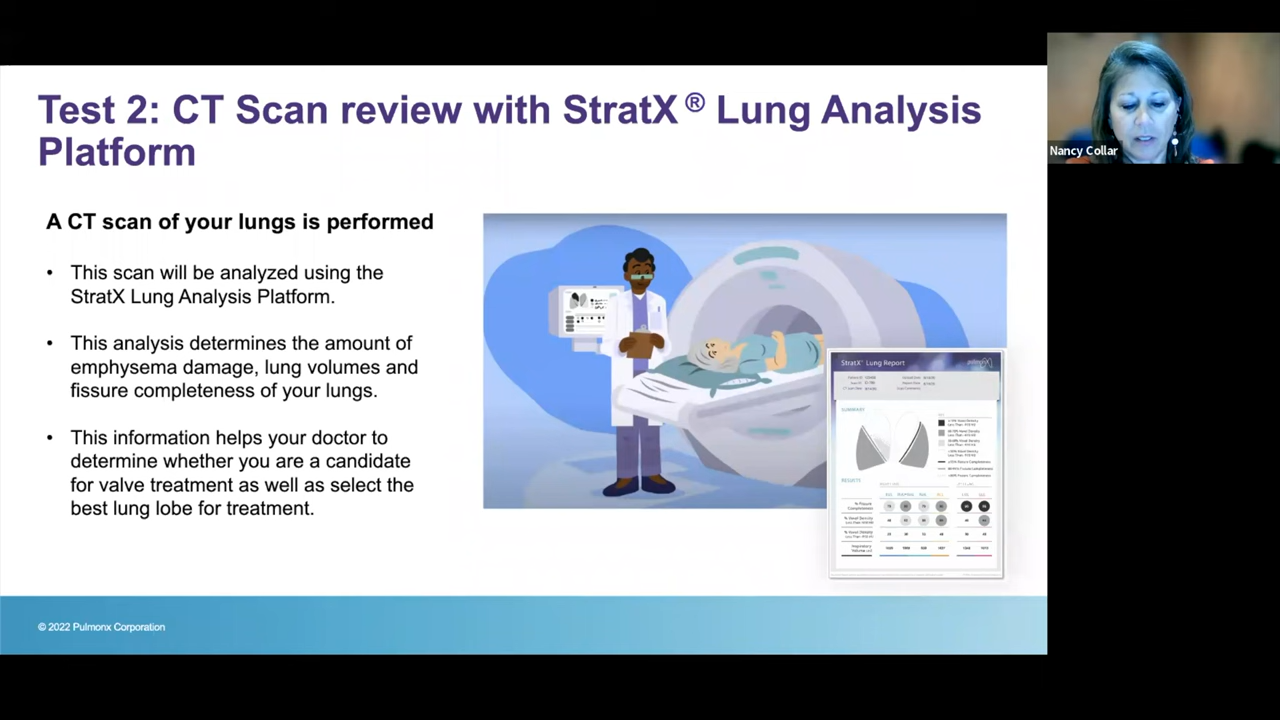 Test 2: CT Scan review with StratX® Lung Analysis
Platform
Nancy Collar
A CT scan of your lungs is performed
• This scan will be analyzed using the
StratX Lung Analysis Platform.
• This analysis determines the amount of
emphysema damage, lung volumes and
fissure completeness of your lungs.
• This information helps your doctor to
determine whether you are a candidate
for valve treatment as well as select the
best lung lobe for treatment.
StratX® Lung Report
SUMMARY
RESULTS
© 2022 Pulmonx Corporation